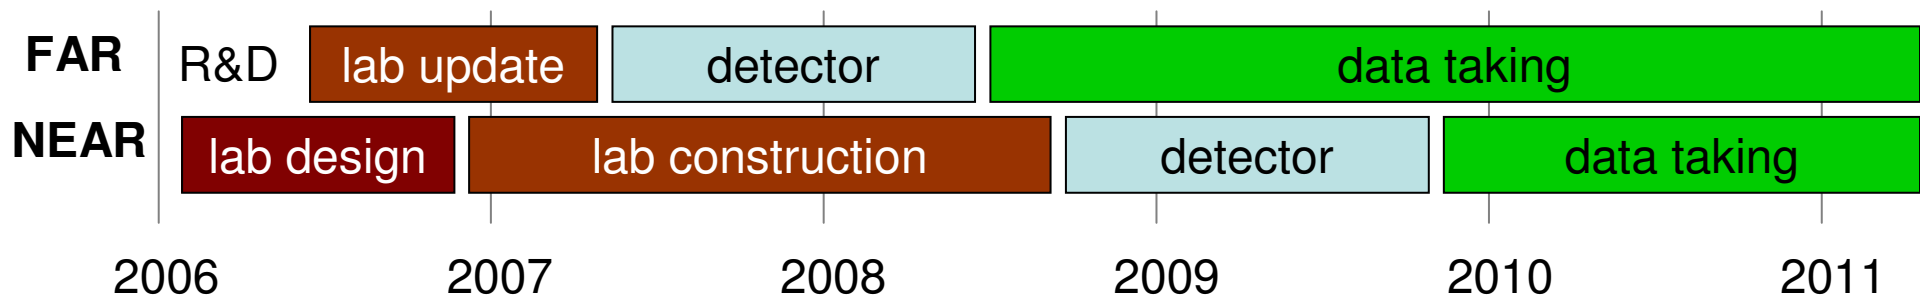 FAR R&D lab update detector data taking
NEAR lab design lab construction detector data taking
2006 2007 2008 2009 2010 2011